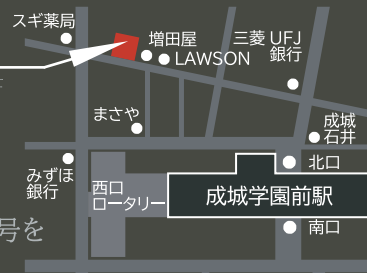 スギ薬局
増田屋
LAWSON
三菱 UFJ
銀行
まさや
成城
石井
みずほ
銀行
西口
ロータリー
北口
成城学園前駅
南口
号を